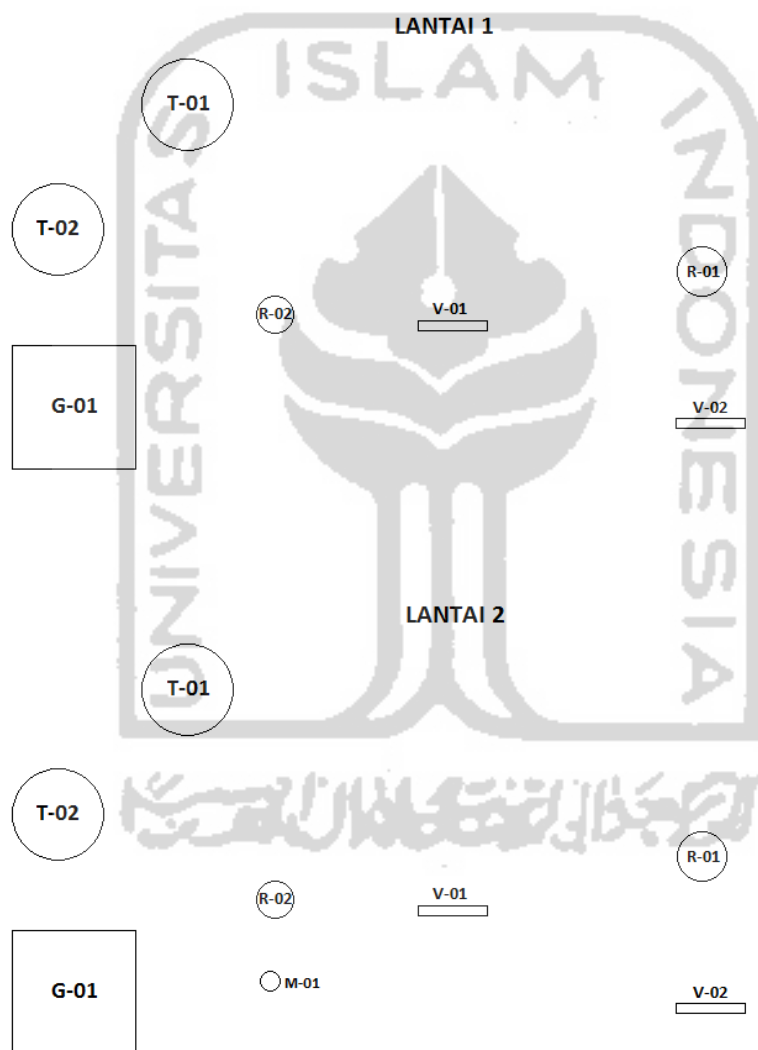 LANTAI 1
ISLAM
T-01
UNIVERSITAS
INDONESIA
T-02
R-01
R-02
V-01
G-01
V-02
LANTAI 2
T-01
T-02
R-01
R-02
V-01
G-01
M-01
V-02